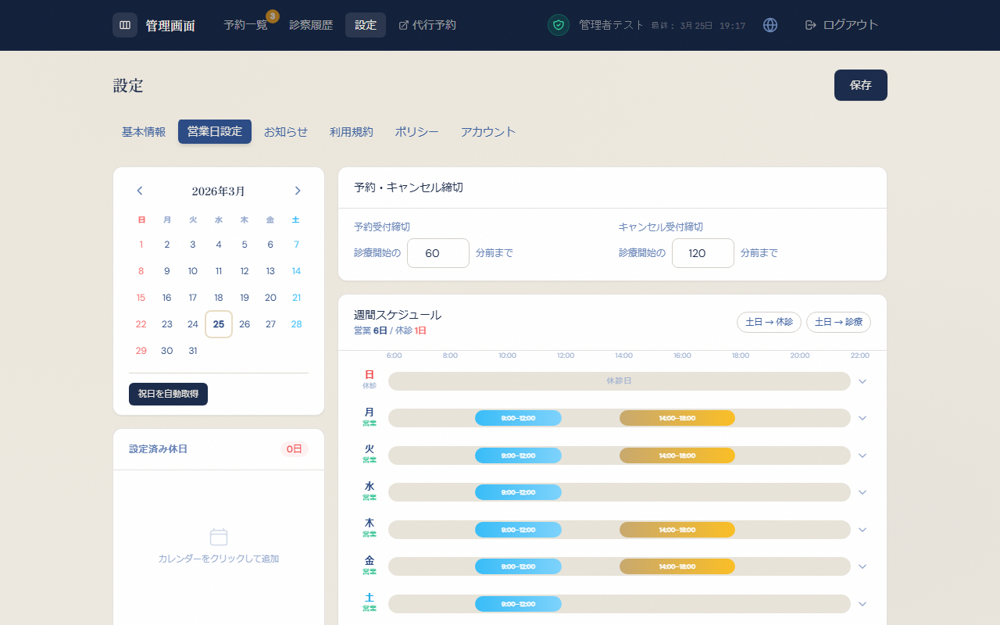 管理画面 予約一覧 3 診察履歴 設定 代行予約 管理者テスト 最終: 3月25日 19:17 ログアウト
設定 保存
基本情報 営業日設定 お知らせ 利用規約 ポリシー アカウント
2026年3月
日 月 火 水 木 金 土
1 2 3 4 5 6 7
8 9 10 11 12 13 14
15 16 17 18 19 20 21
22 23 24 25 26 27 28
29 30 31
祝日を自動取得
設定済み休日 0日
カレンダーをクリックして追加
予約・キャンセル締切
予約受付締切 キャンセル受付締切
診療開始の 60 分前まで 診療開始の 120 分前まで
週間スケジュール
営業 6日 / 休診 1日
土日 → 休診 土日 → 診療
6:00 8:00 10:00 12:00 14:00 16:00 18:00 20:00 22:00
日 休診 休診日
月 営業 9:00–12:00 14:00–18:00
火 営業 9:00–12:00 14:00–18:00
水 営業 9:00–12:00
木 営業 9:00–12:00 14:00–18:00
金 営業 9:00–12:00 14:00–18:00
土 営業 9:00–12:00